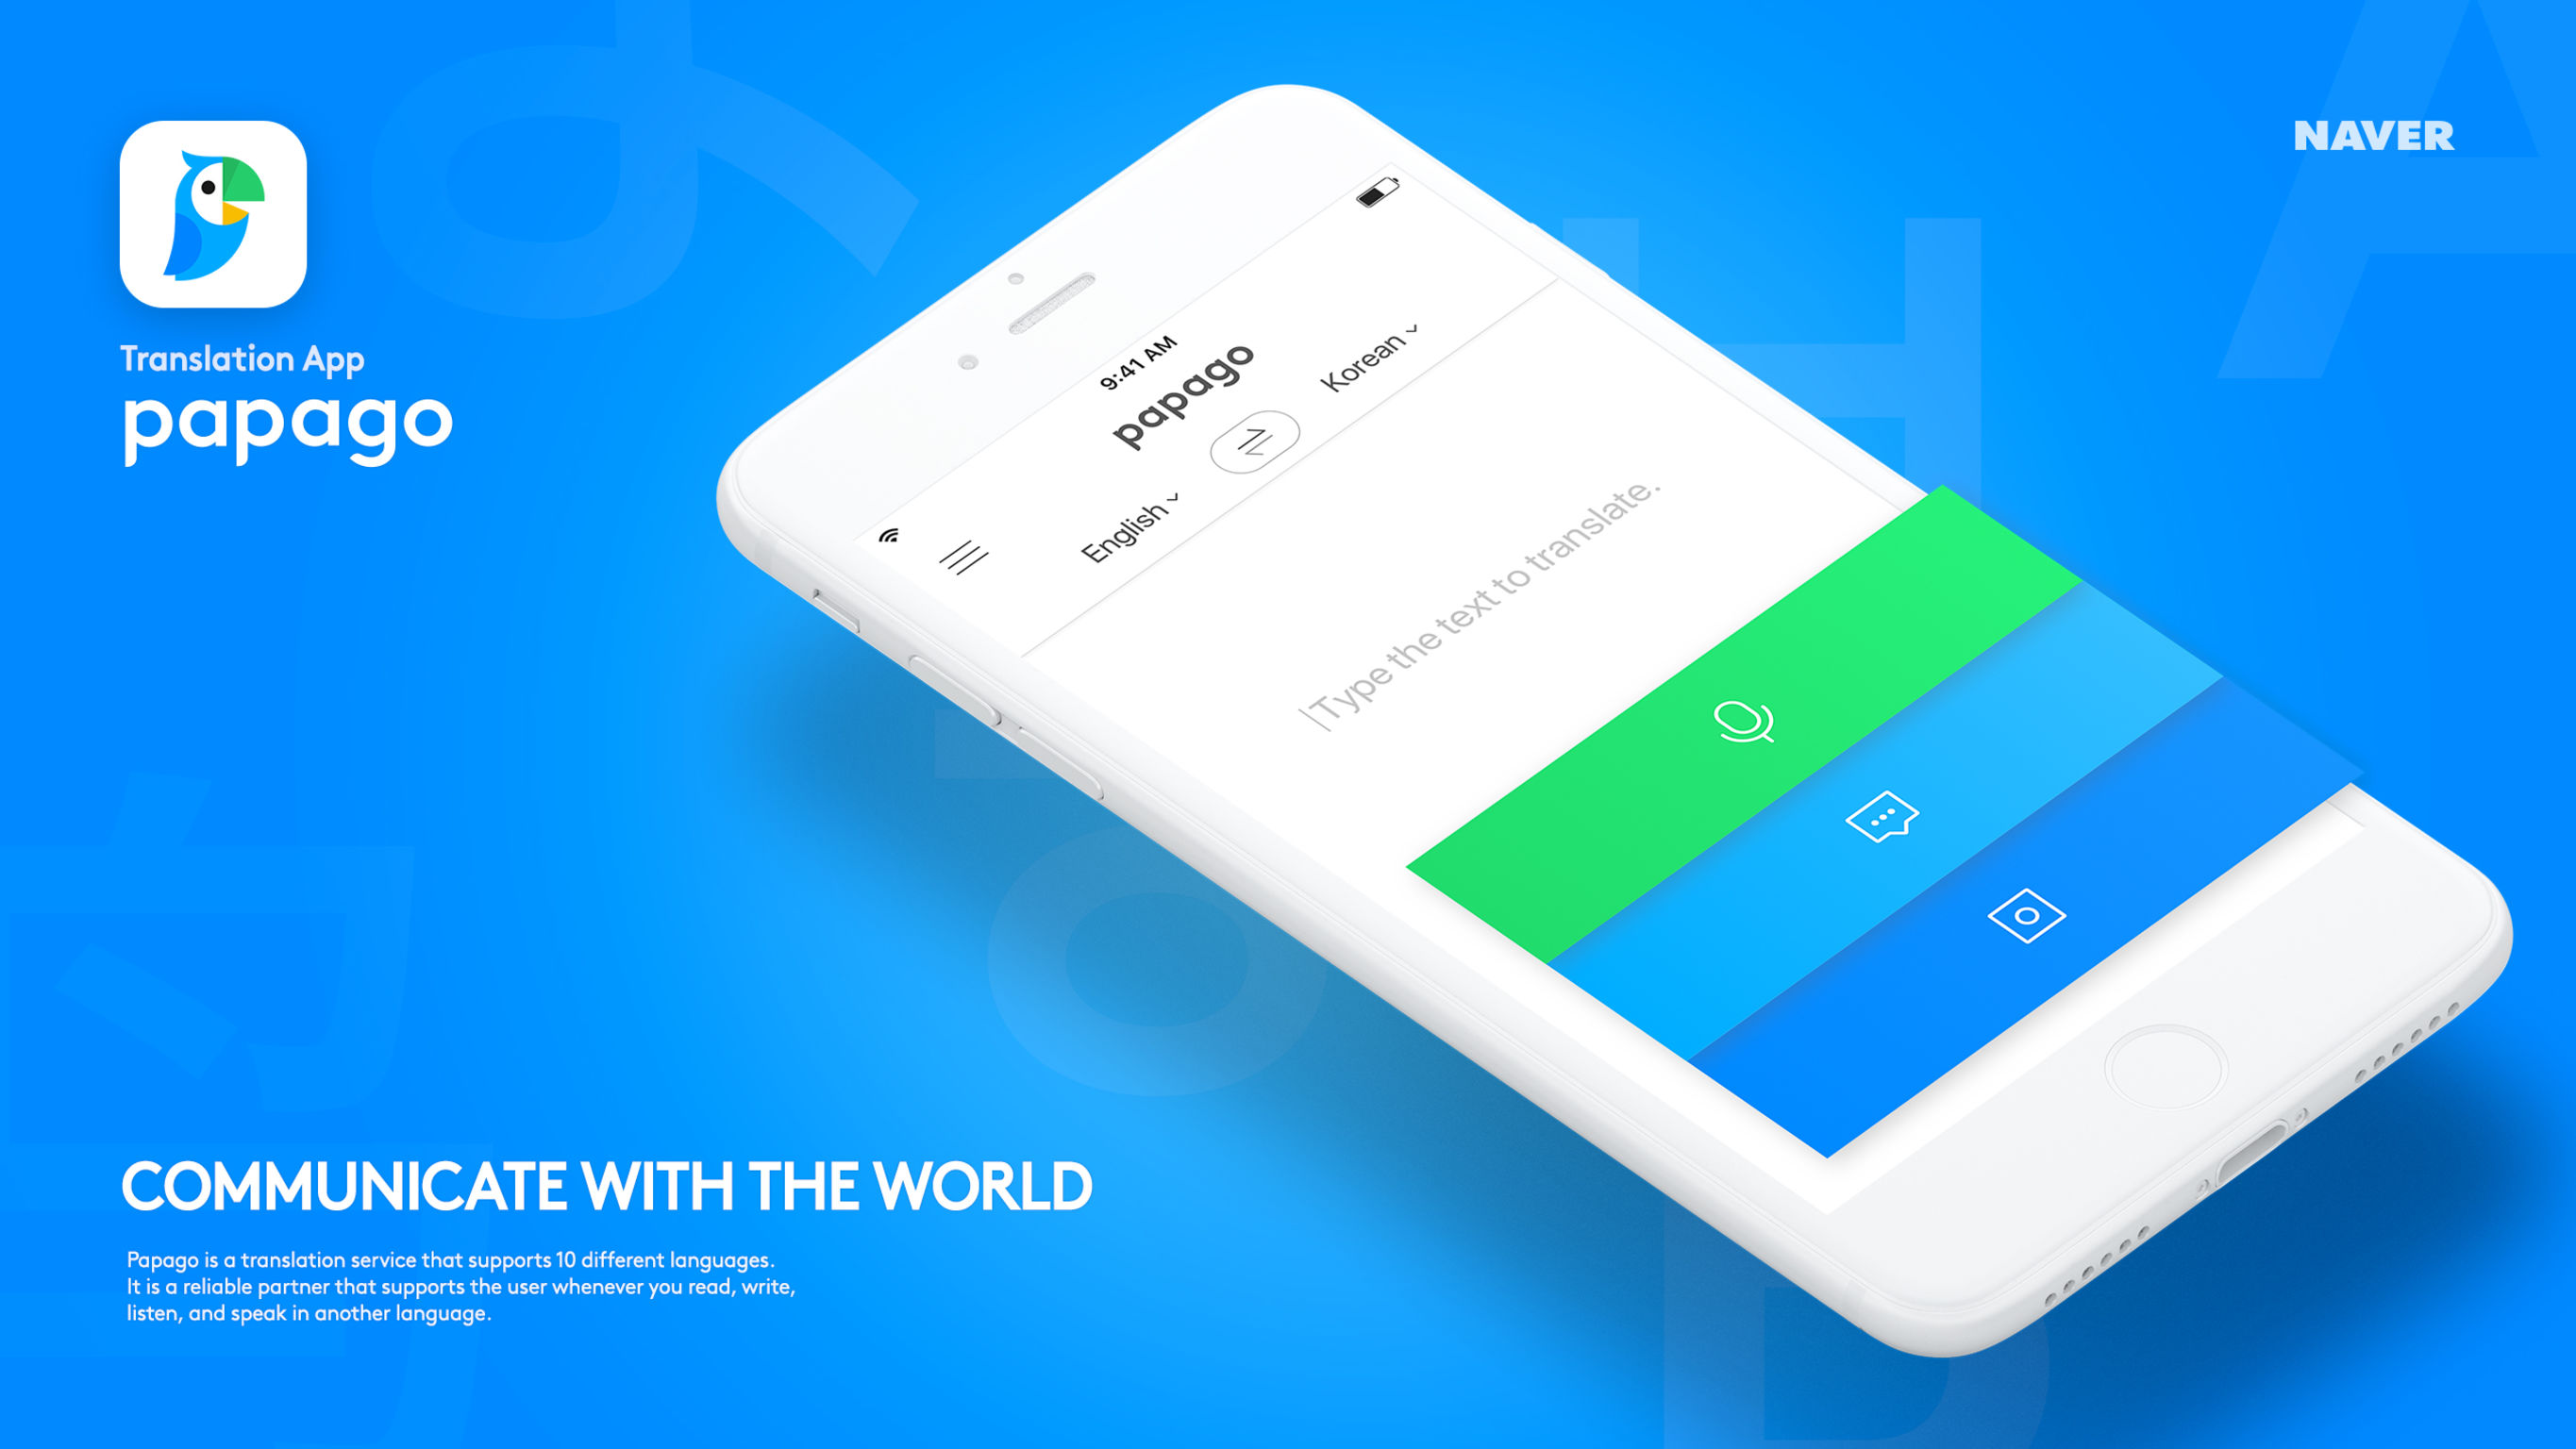 NAVER
Translation App
papago
9:41 AM
papago
English
Korean
Type the text to translate.
COMMUNICATE WITH THE WORLD
Papago is a translation service that supports 10 different languages.
It is a reliable partner that supports the user whenever you read, write,
listen, and speak in another language.